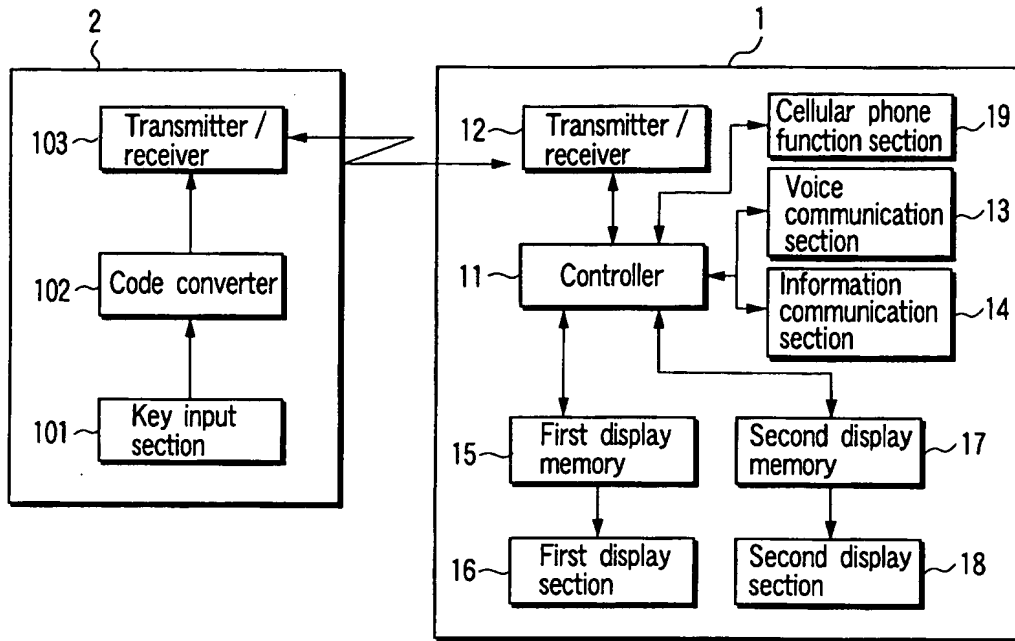 2
103
Transmitter /
receiver
102
Code converter
101
Key input
section
1
12
Transmitter /
receiver
Cellular phone
function section
19
Voice
communication
section
13
11
Controller
Information
communication
section
14
15
First display
memory
Second display
memory
17
16
First display
section
Second display
section
18